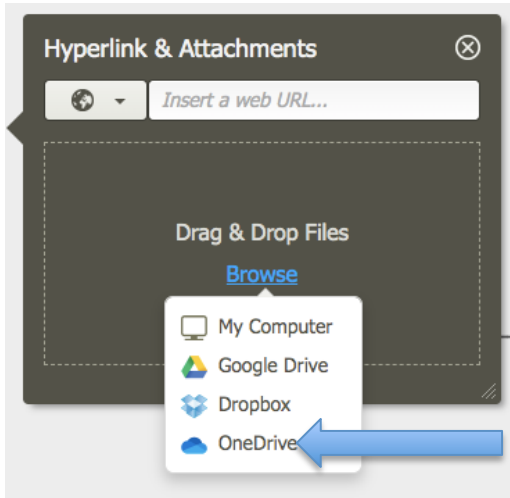 Hyperlink & Attachments
Insert a web URL...
Drag & Drop Files
Browse
My Computer
Google Drive
Dropbox
OneDrive